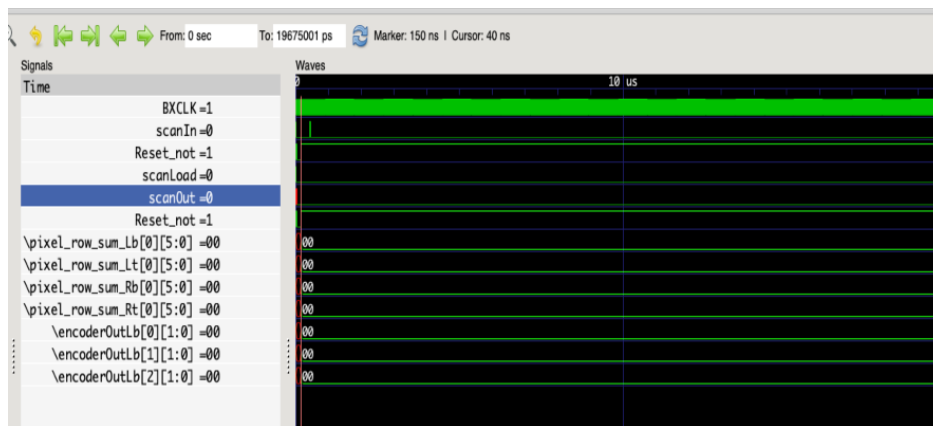 From: 0 sec To: 19675001 ps Marker: 150 ns | Cursor: 40 ns
Signals Waves
Time 0 10 us
BXCLK =1
scanIn =0
Reset_not =1
scanLoad =0
scanOut =0
Reset_not =1
\pixel_row_sum_Lb[0][5:0] =00 00
\pixel_row_sum_Lt[0][5:0] =00 00
\pixel_row_sum_Rb[0][5:0] =00 00
\pixel_row_sum_Rt[0][5:0] =00 00
\encoderOutLb[0][1:0] =00 00
\encoderOutLb[1][1:0] =00 00
\encoderOutLb[2][1:0] =00 00